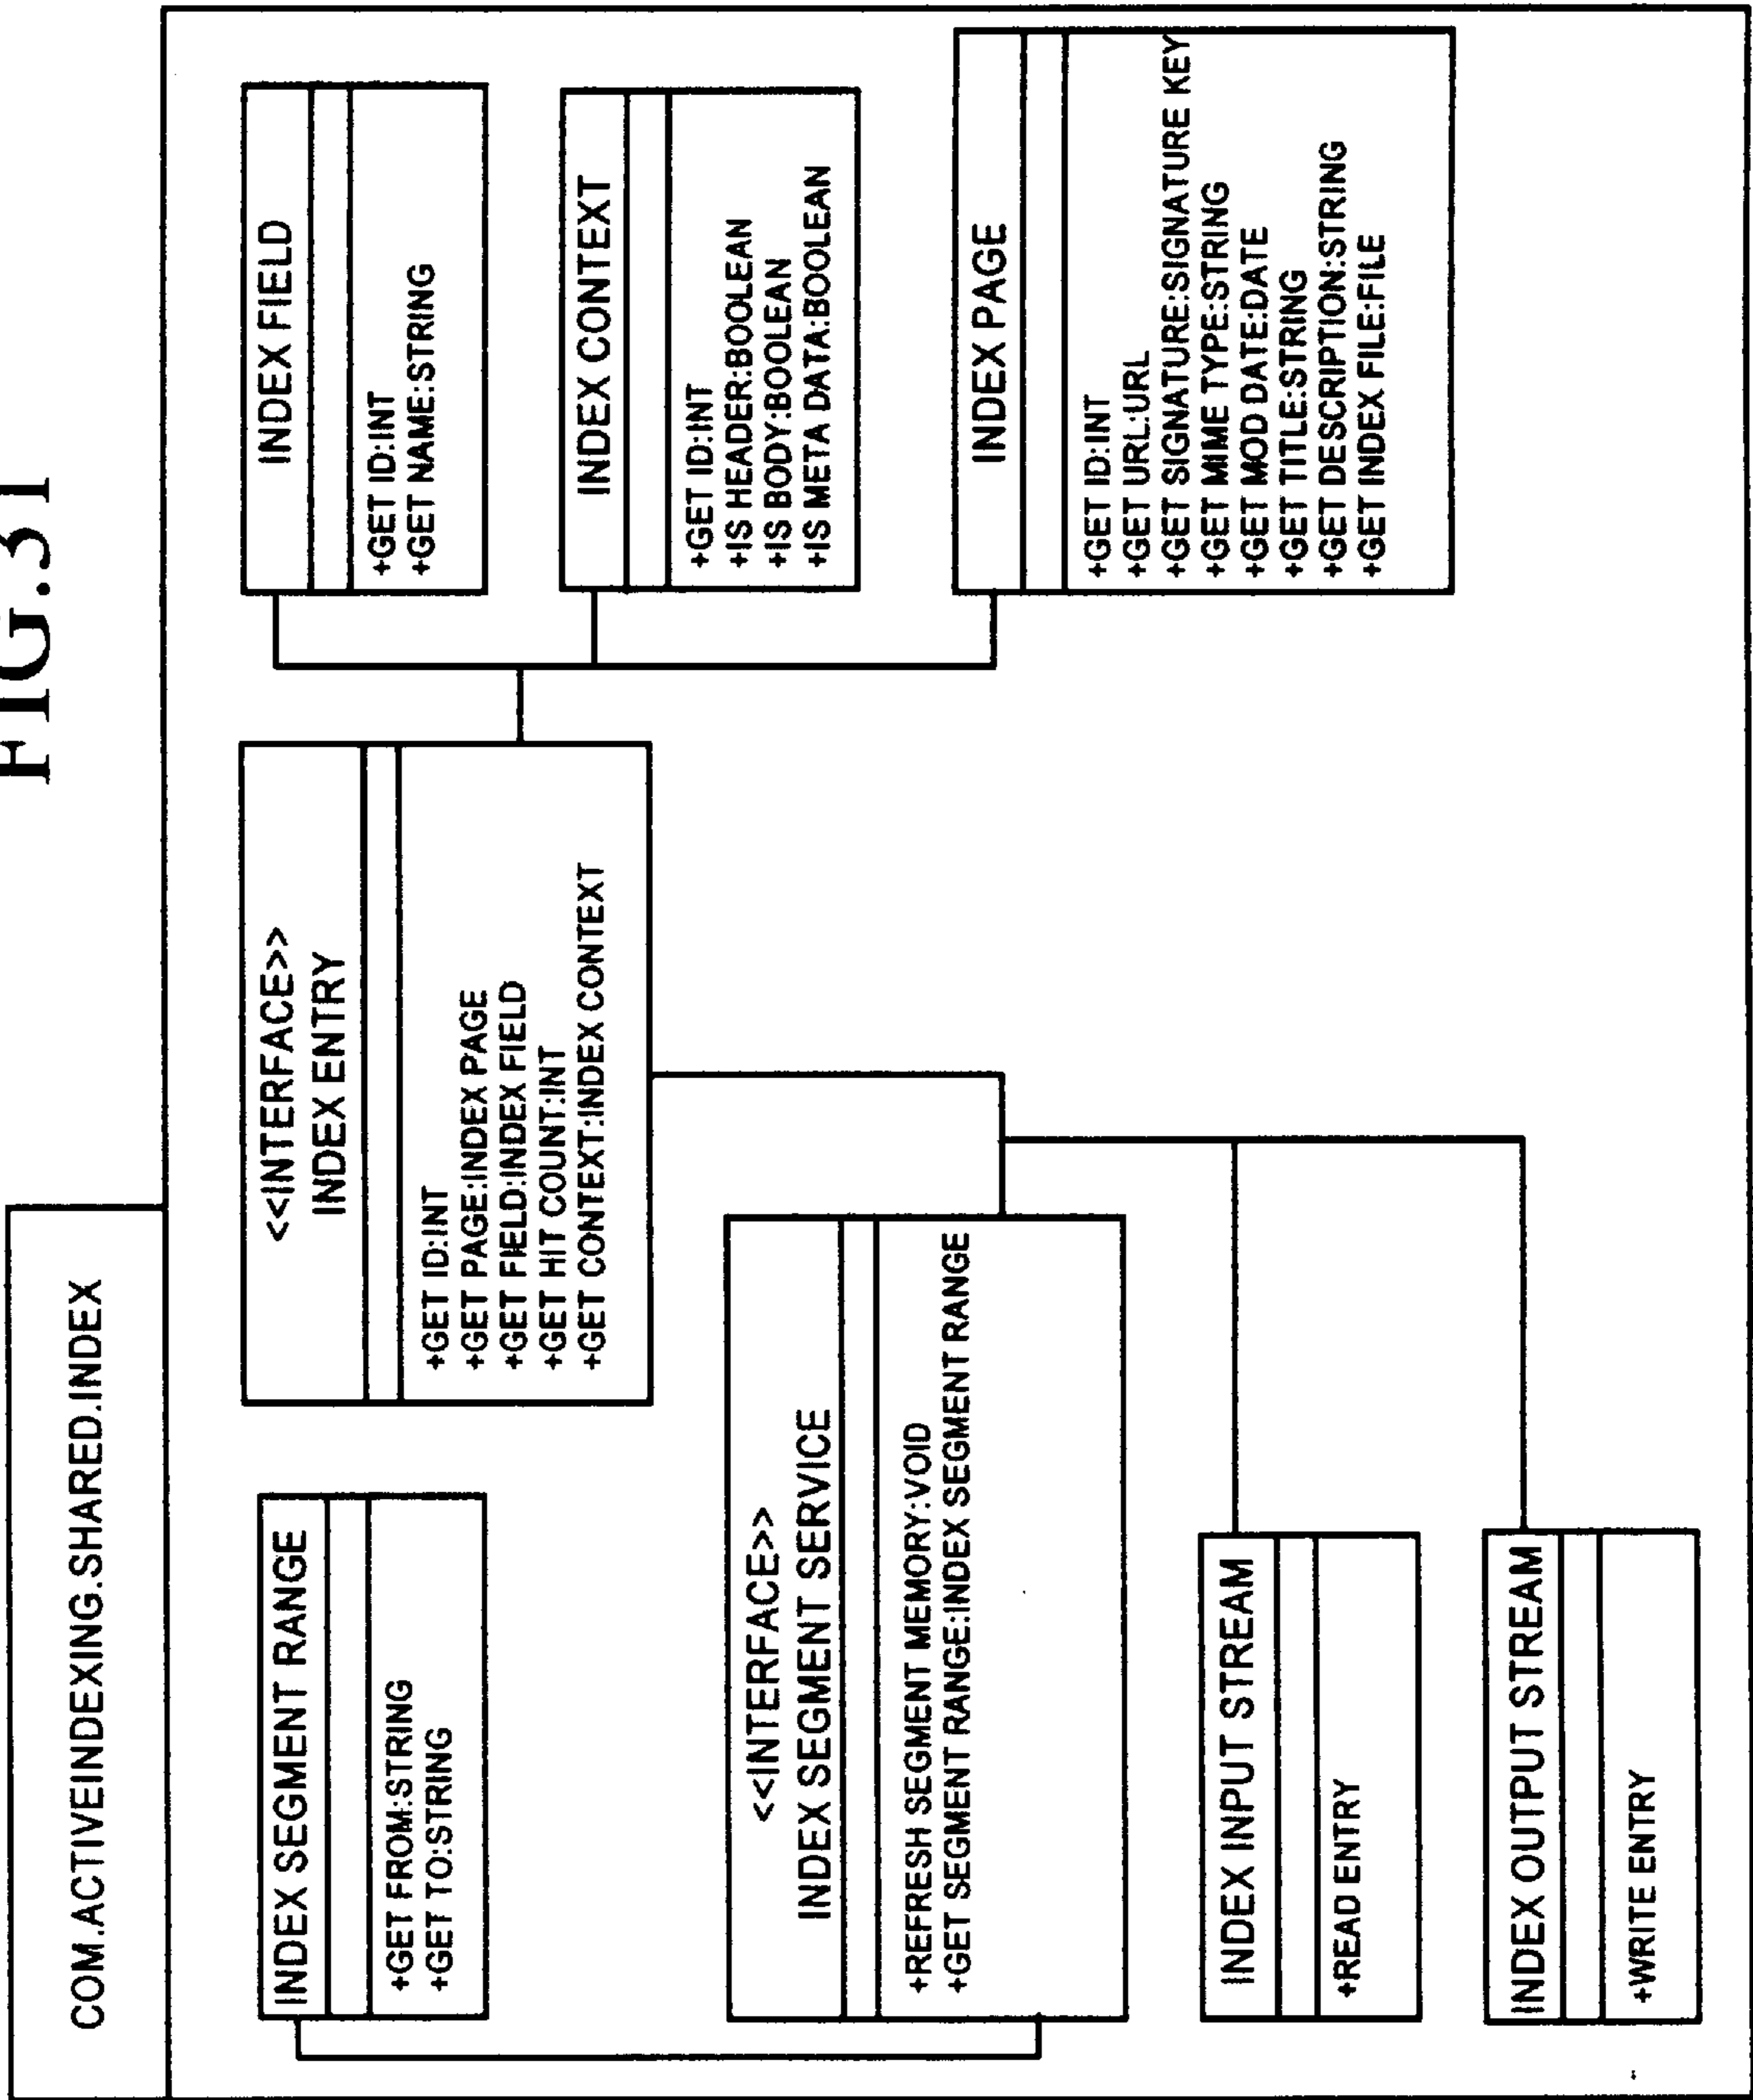 FIG.31
COM.ACTIVEINDEXING.SHARED.INDEX
INDEX SEGMENT RANGE
+GET FROM:STRING
+GET TO:STRING
<<INTERFACE>>
INDEX ENTRY
+GET ID:INT
+GET PAGE:INDEX PAGE
+GET FIELD:INDEX FIELD
+GET HIT COUNT:INT
+GET CONTEXT:INDEX CONTEXT
INDEX FIELD
+GET ID:INT
+GET NAME:STRING
INDEX CONTEXT
+GET ID:INT
+IS HEADER:BOOLEAN
+IS BODY:BOOLEAN
+IS META DATA:BOOLEAN
<<INTERFACE>>
INDEX SEGMENT SERVICE
+REFRESH SEGMENT MEMORY:VOID
+GET SEGMENT RANGE:INDEX SEGMENT RANGE
INDEX PAGE
+GET ID:INT
+GET URL:URL
+GET SIGNATURE:SIGNATURE KEY
+GET MIME TYPE:STRING
+GET MOD DATE:DATE
+GET TITLE:STRING
+GET DESCRIPTION:STRING
+GET INDEX FILE:FILE
INDEX INPUT STREAM
+READ ENTRY
INDEX OUTPUT STREAM
+WRITE ENTRY